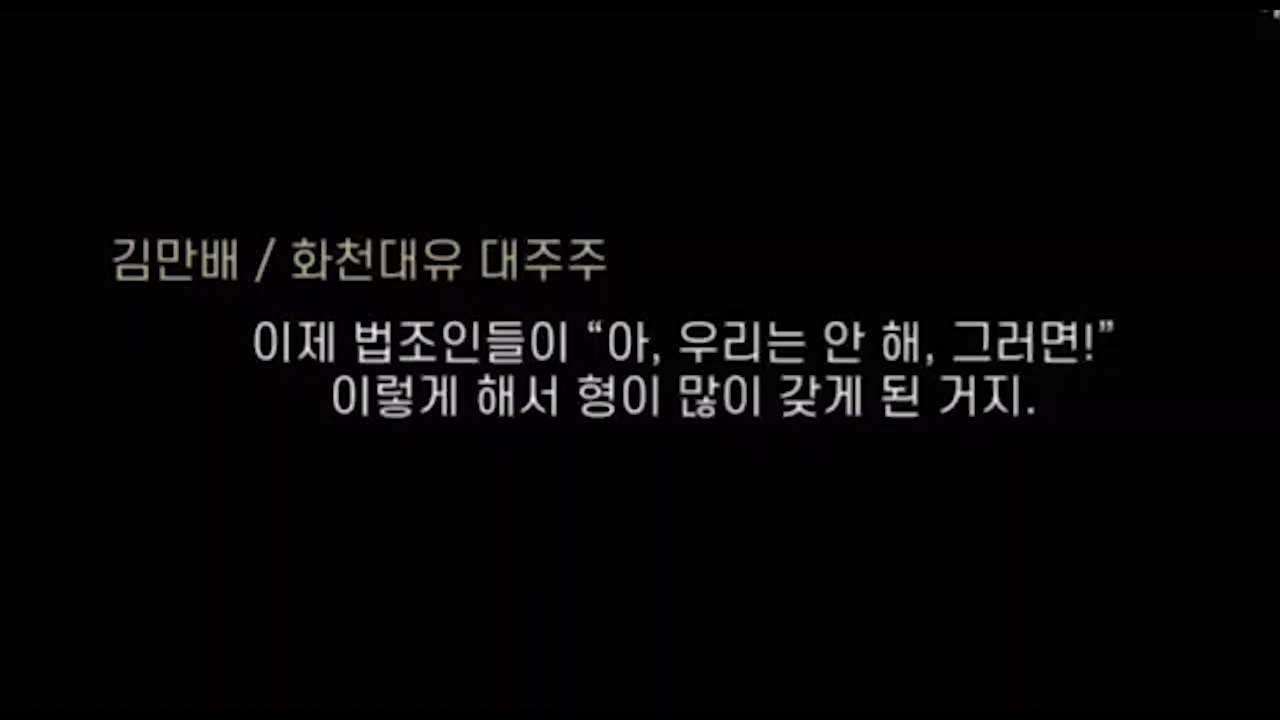 김만배 / 화천대유 대주주
이제 법조인들이 “아, 우리는 안 해, 그러면!”
이렇게 해서 형이 많이 갖게 된 거지.